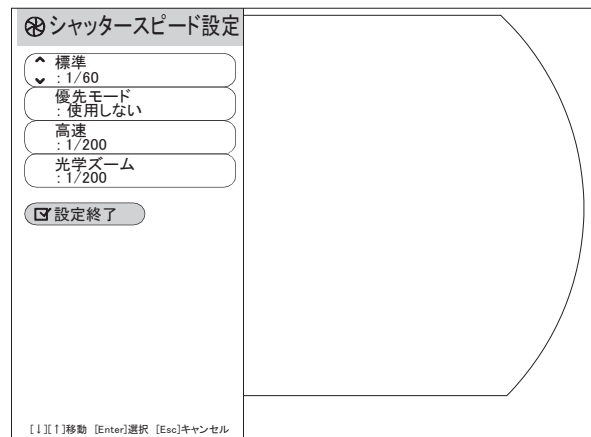 シャッタースピード設定
標準
: 1/60
優先モード
: 使用しない
高速
: 1/200
光学ズーム
: 1/200
設定終了
[↓][↑]移動 [Enter]選択 [Esc]キャンセル